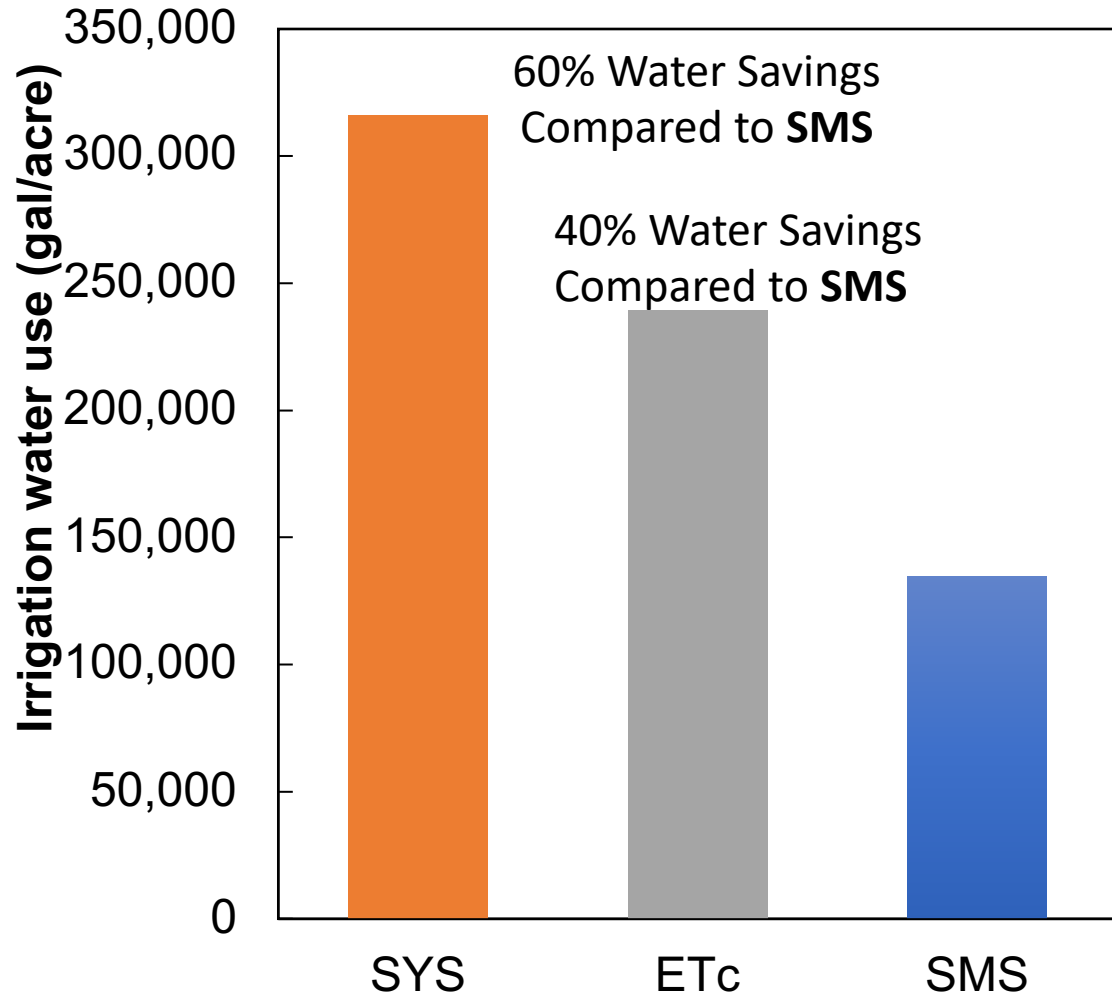 Irrigation water use (gal/acre)
350,000
300,000
250,000
200,000
150,000
100,000
50,000
0
60% Water Savings
Compared to SMS
40% Water Savings
Compared to SMS
SYS
ETc
SMS